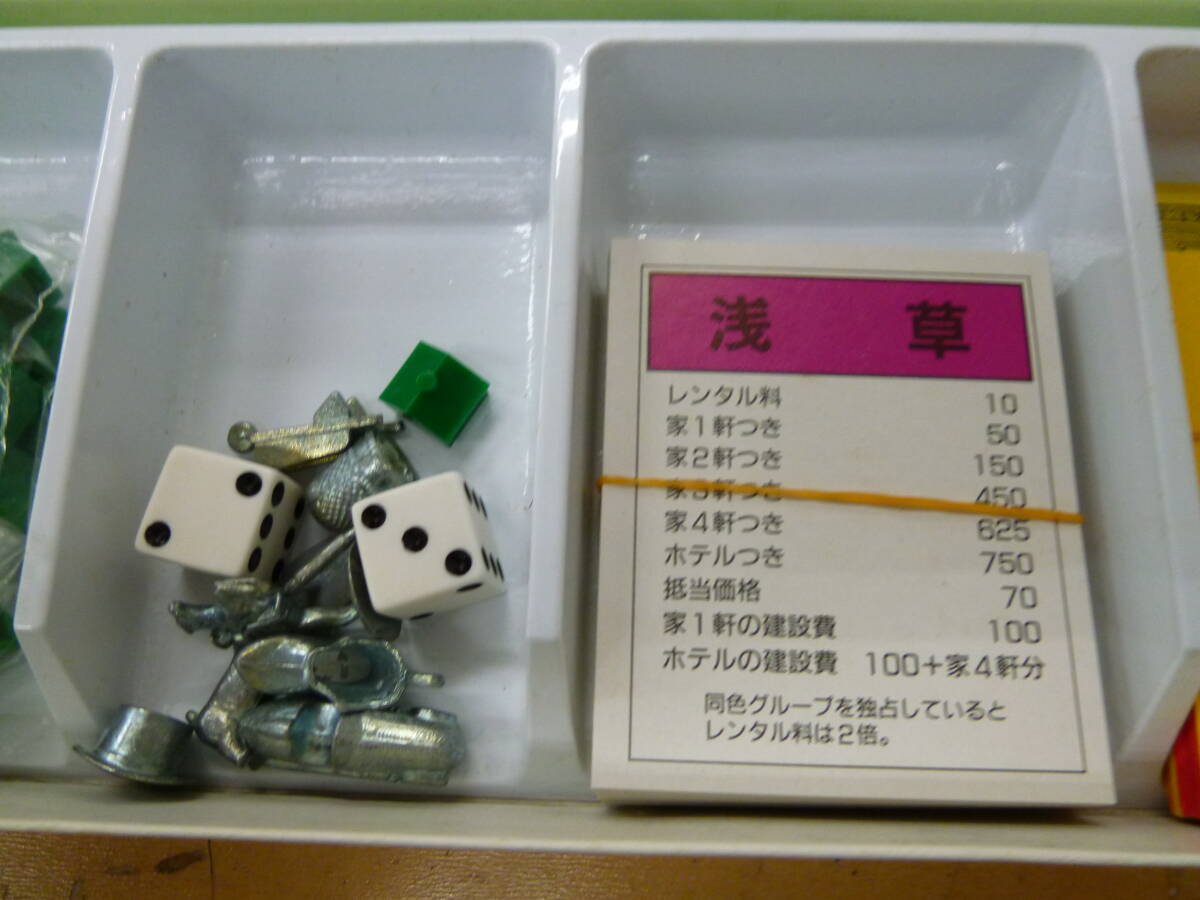 浅草
レンタル料 10
家1軒つき 50
家2軒つき 150
家3軒つき 450
家4軒つき 625
ホテルつき 750
抵当価格 70
家1軒の建設費 100
ホテルの建設費 100+家4軒分
同色グループを独占していると
レンタル料は2倍。